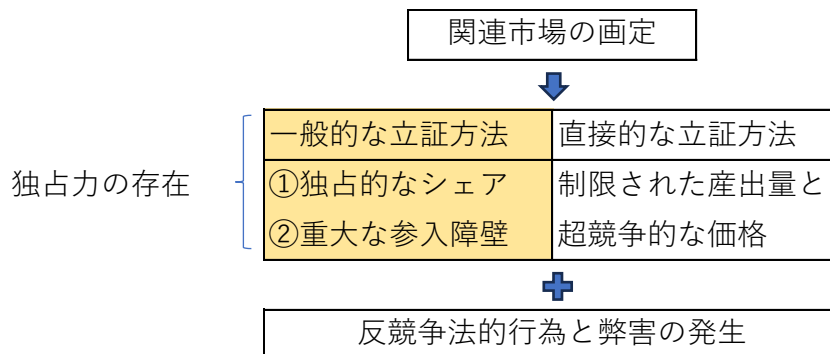 関連市場の画定
独占力の存在
一般的な立証方法
①独占的なシェア
②重大な参入障壁
直接的な立証方法
制限された産出量と
超競争的な価格
反競争法的行為と弊害の発生